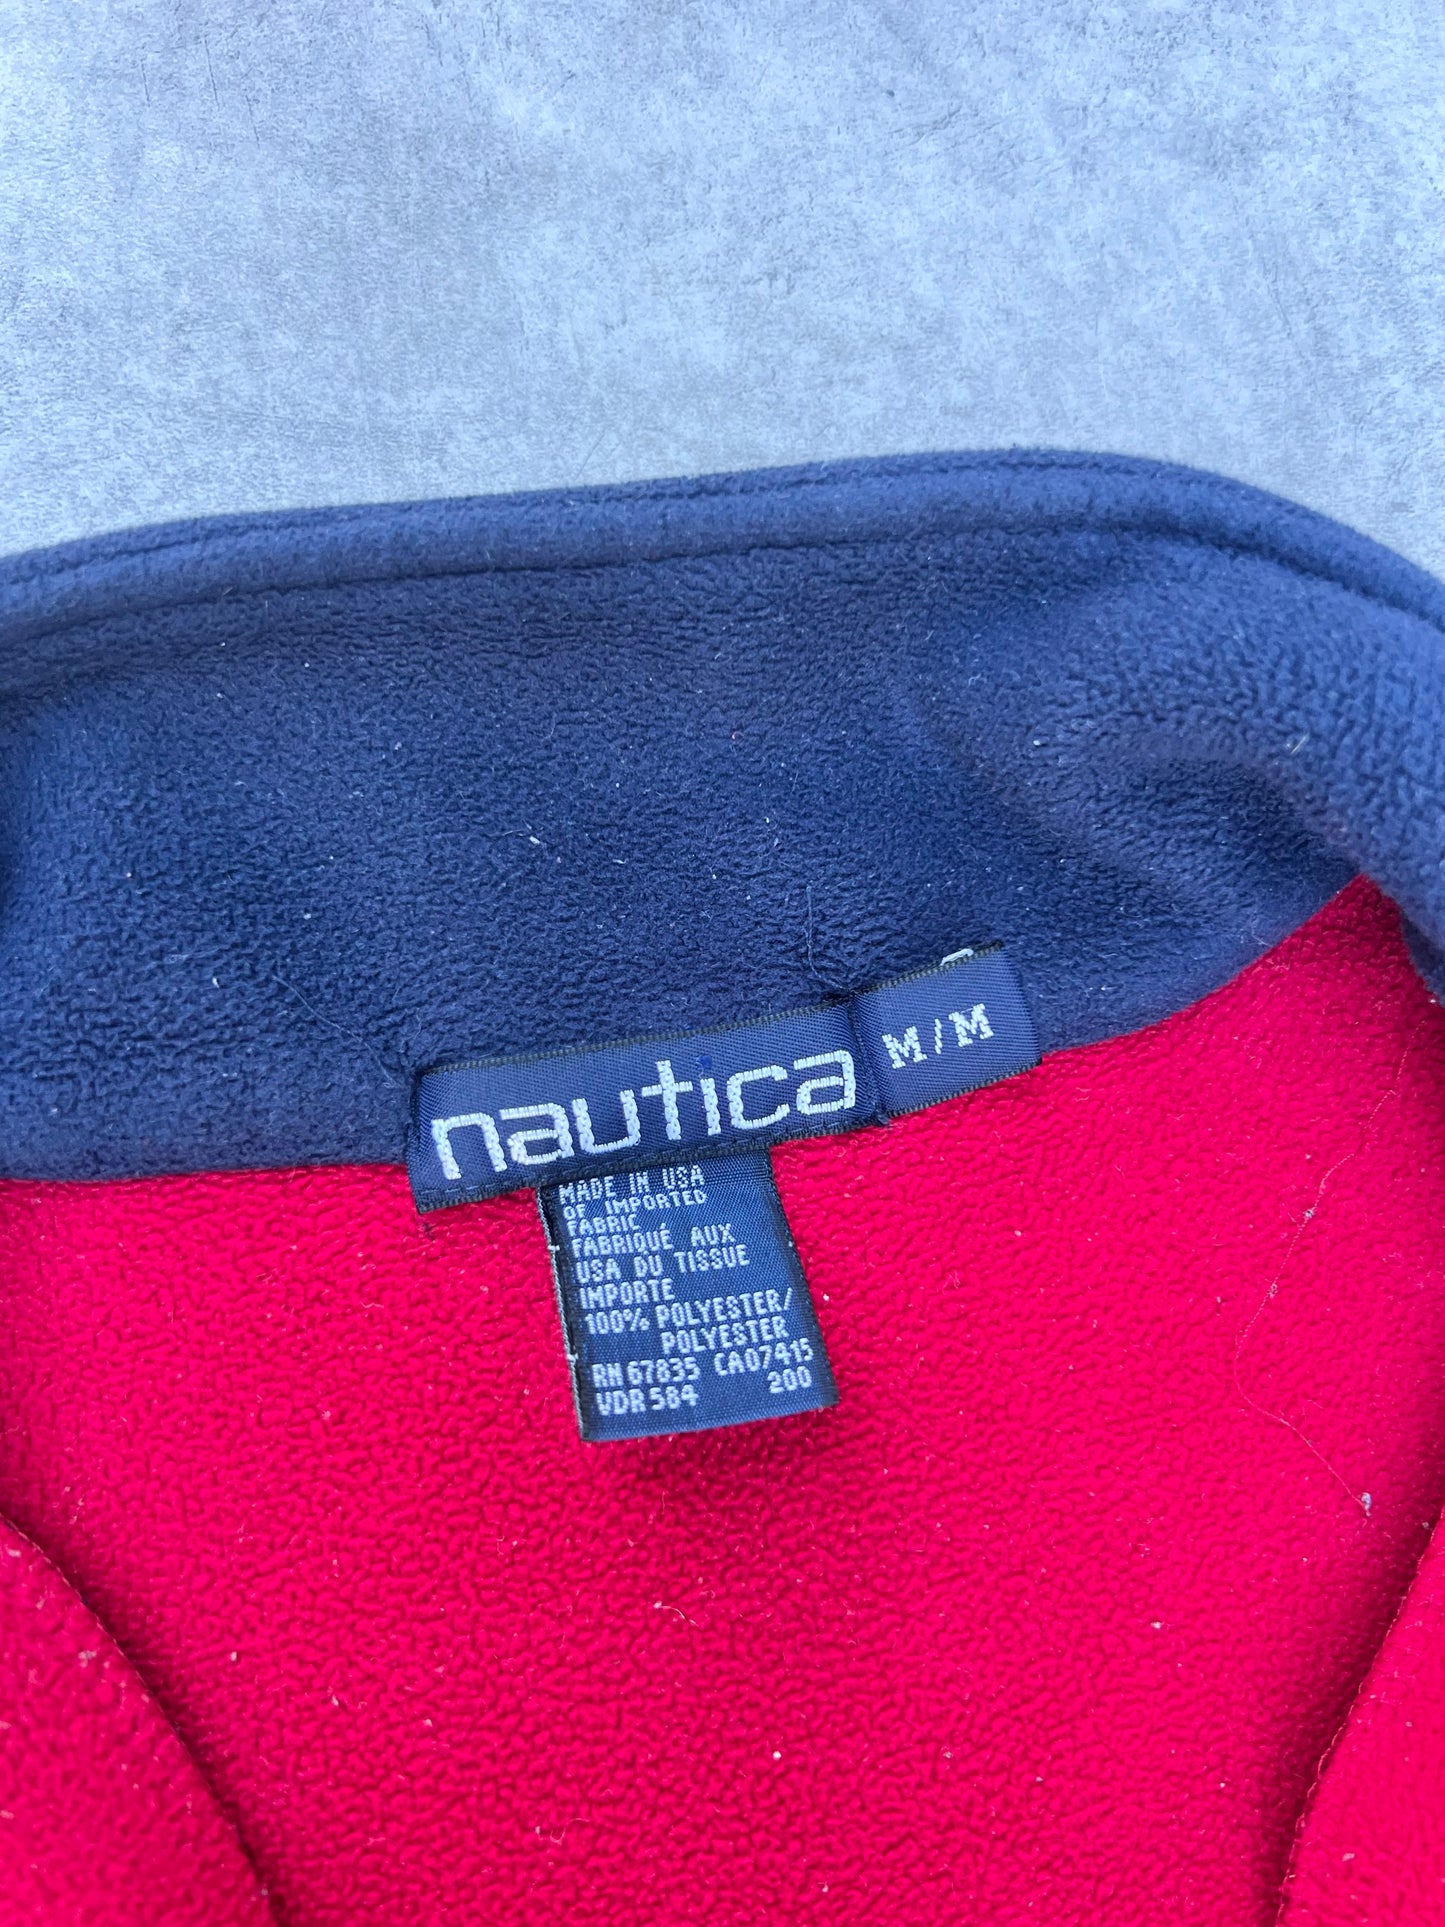 nautica
M/M
MADE IN USA
OF IMPORTED
FABRIC
FABRIQUÉ AUX
USA DU TISSUE
IMPORTE
100% POLYESTER/
POLYESTER
RN 67835 CA07415
VDR 584 200